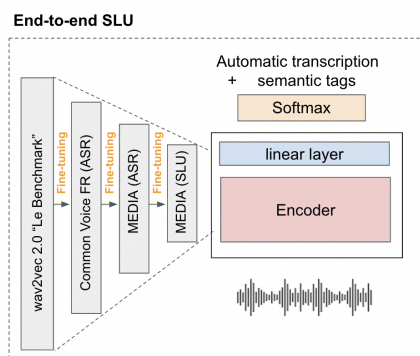 End-to-end SLU
Automatic transcription
+ semantic tags
Softmax
linear layer
Encoder
wav2vec 2.0 “Le Benchmark”
Fine-tuning
Common Voice FR (ASR)
Fine-tuning
MEDIA (ASR)
Fine-tuning
MEDIA (SLU)